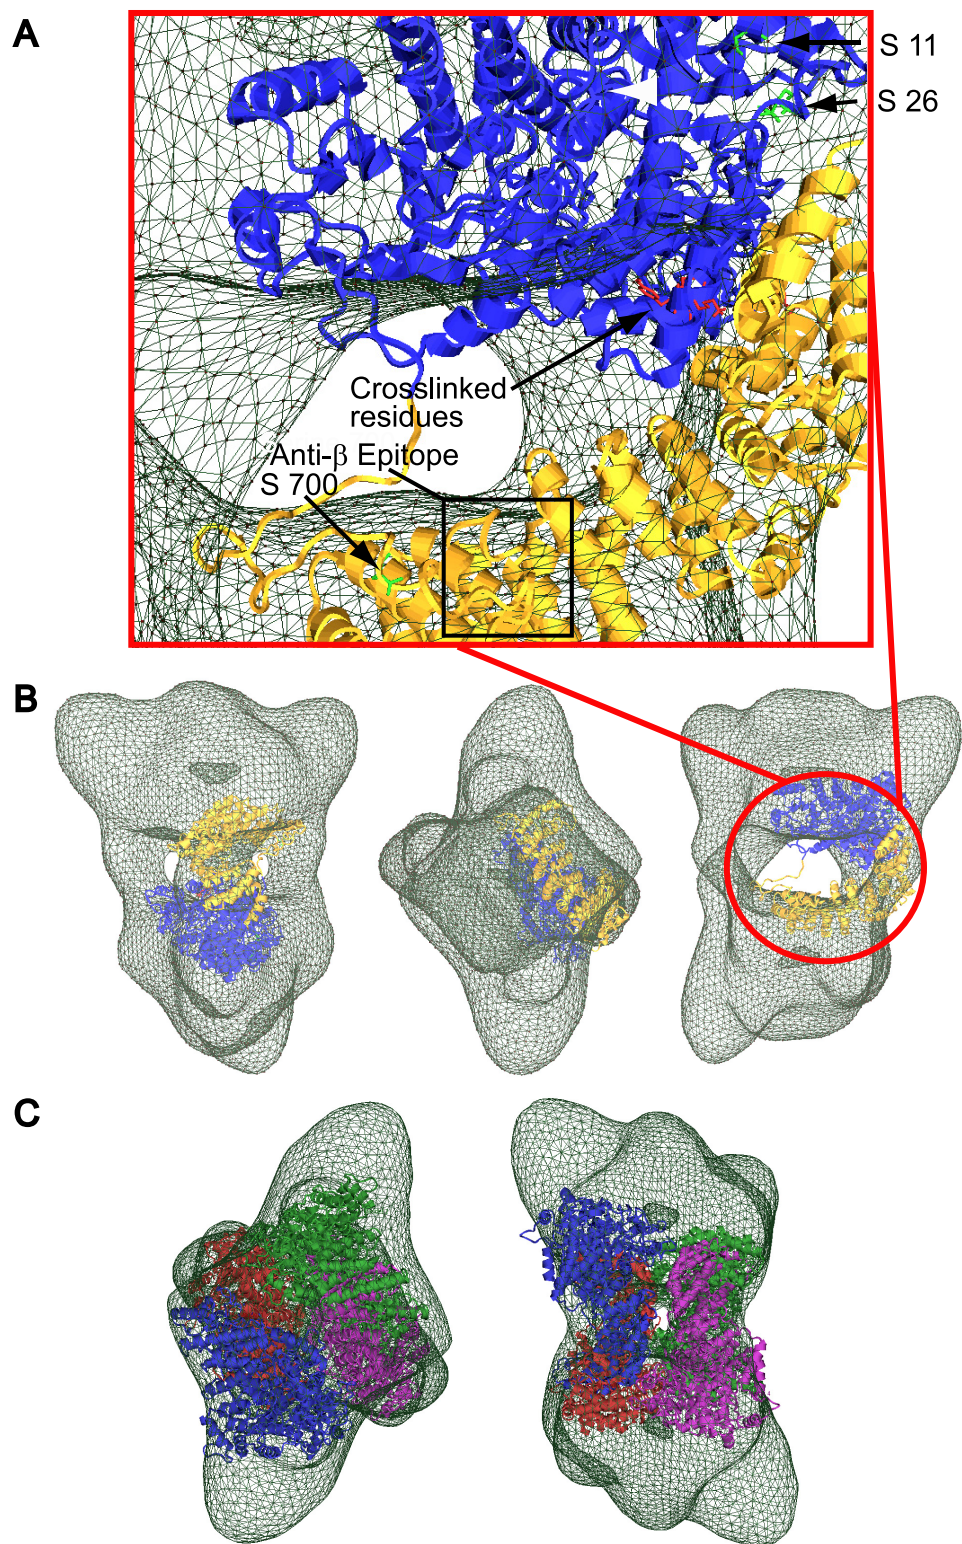 A
S 11
S 26
Crosslinked
residues
Anti-β Epitope
S 700
B
C